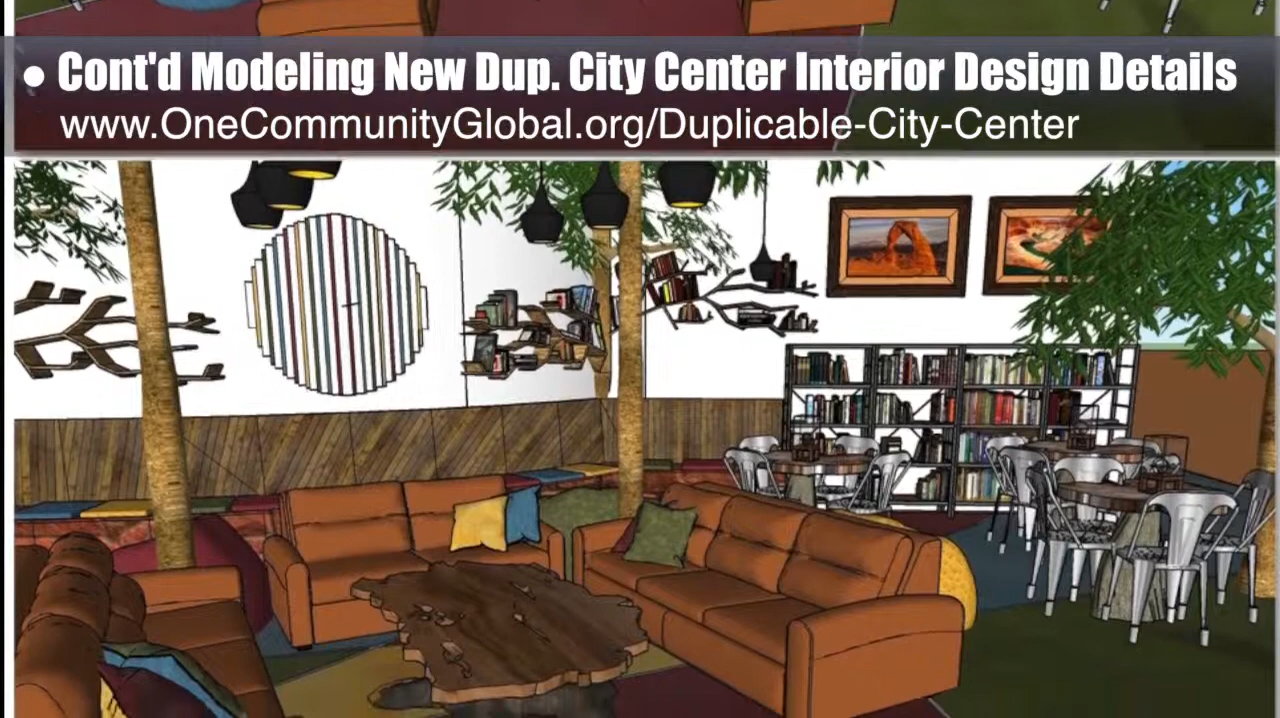 • Cont'd Modeling New Dup. City Center Interior Design Details
www.OneCommunityGlobal.org/Duplicable-City-Center